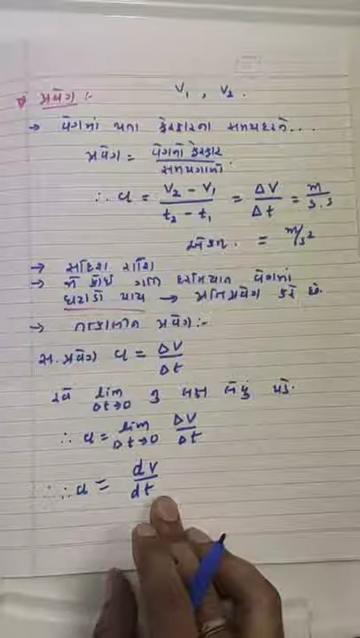 * પ્રવેગ :- V₁ , V₂
→ વેગમાં થતા ફેરફારના સમયદરને...
પ્રવેગ = વેગનો ફેરફાર / સમયગાળો
∴ a = V₂ - V₁ / t₂ - t₁ = ΔV / Δt = m / s.s
એકમ = m/s²
→ સદિશ રાશિ
→ જો કોઈ ગતિ દરમિયાન વેગમાં
ઘટાડો થાય → પ્રતિપ્રવેગ કહે છે.
→ તાત્કાલીન પ્રવેગ :-
સ. પ્રવેગ a = ΔV / Δt
lim Δt→0 નું લક્ષ લેવું પડે.
∴ a = lim Δt→0 ΔV / Δt
∴ ∴ a = dV / dt